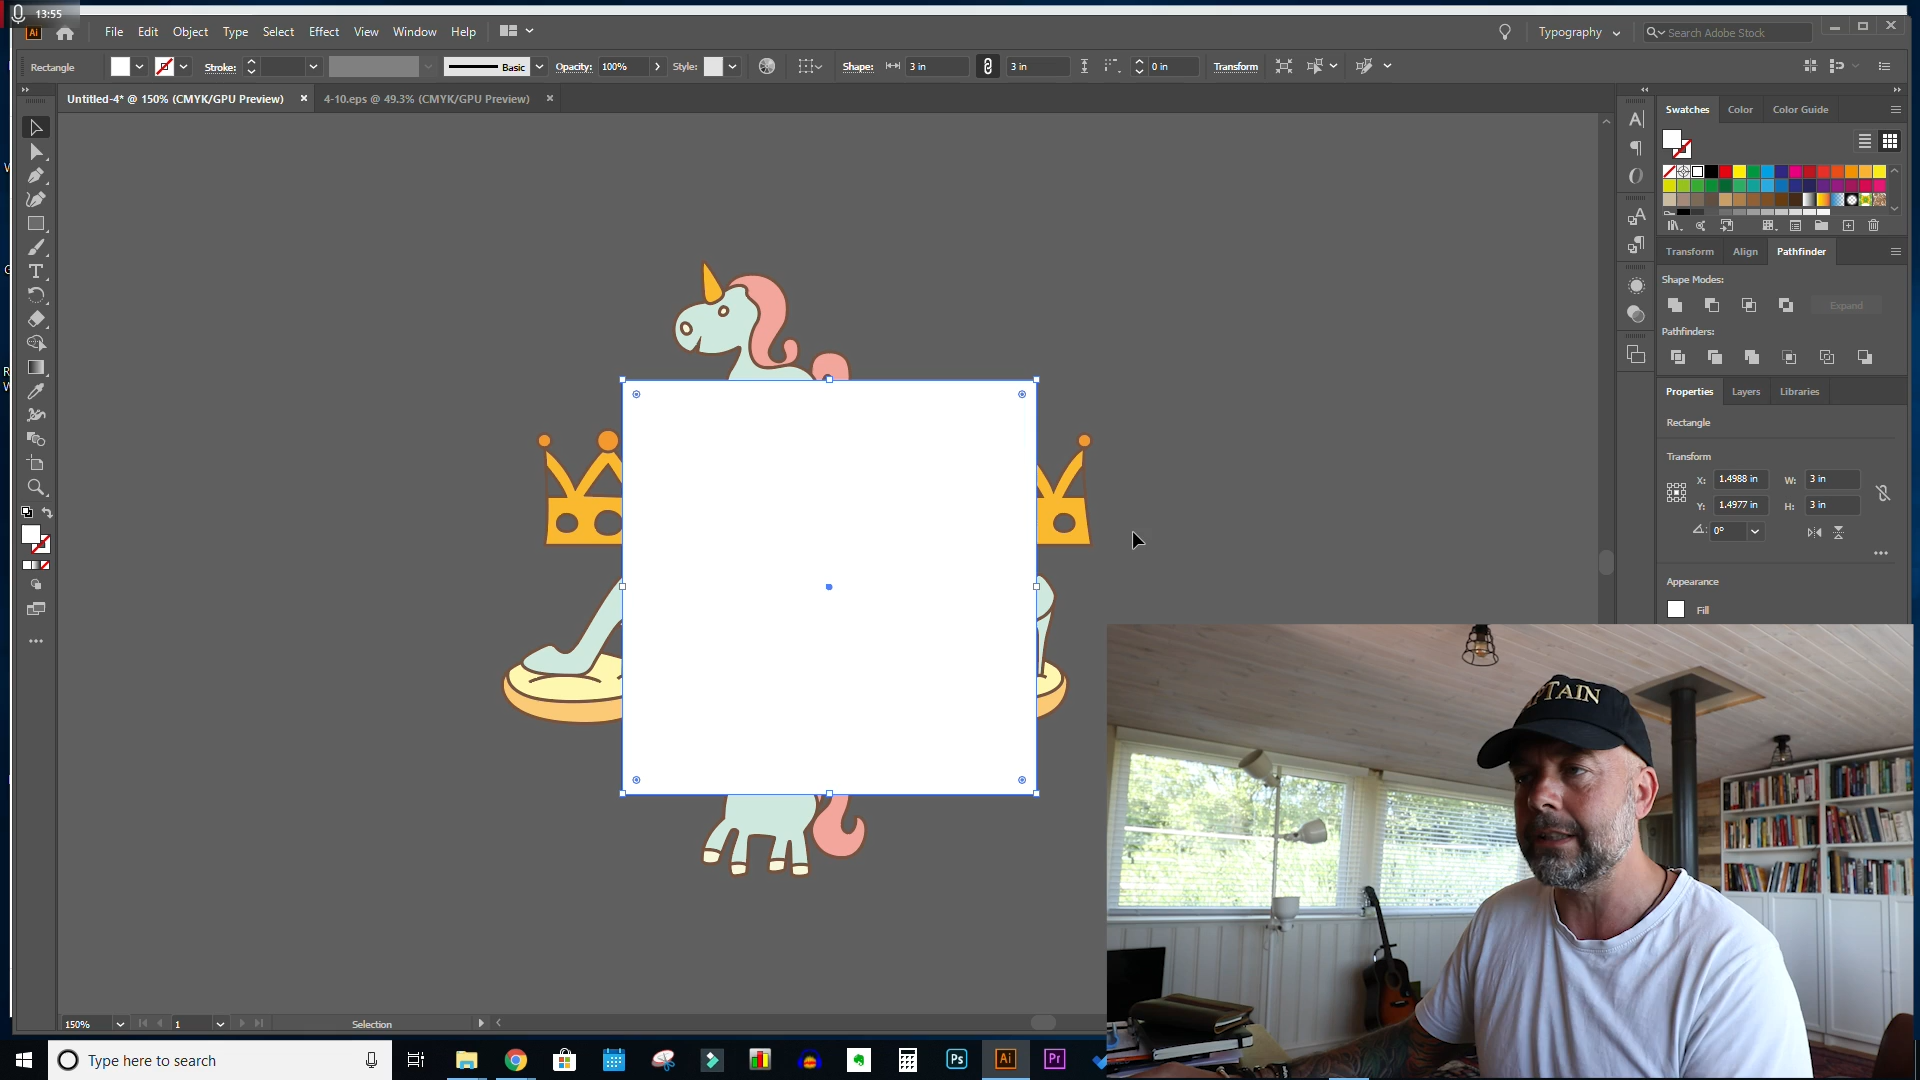 13:55
Ai File Edit Object Type Select Effect View Window Help Typography Search Adobe Stock
Rectangle Stroke: Basic Opacity: 100% Style: Shape: 3 in 3 in 0 in Transform
Untitled-4* @ 150% (CMYK/GPU Preview) × 4-10.eps @ 49.3% (CMYK/GPU Preview) ×
Swatches Color Color Guide
Transform Align Pathfinder
Shape Modes:
Expand
Pathfinders:
Properties Layers Libraries
Rectangle
Transform
X: 1.4988 in W: 3 in
Y: 1.4977 in H: 3 in
0°
Appearance
Fill
TAIN
150% 1 Selection
Type here to search Ps Ai Pr